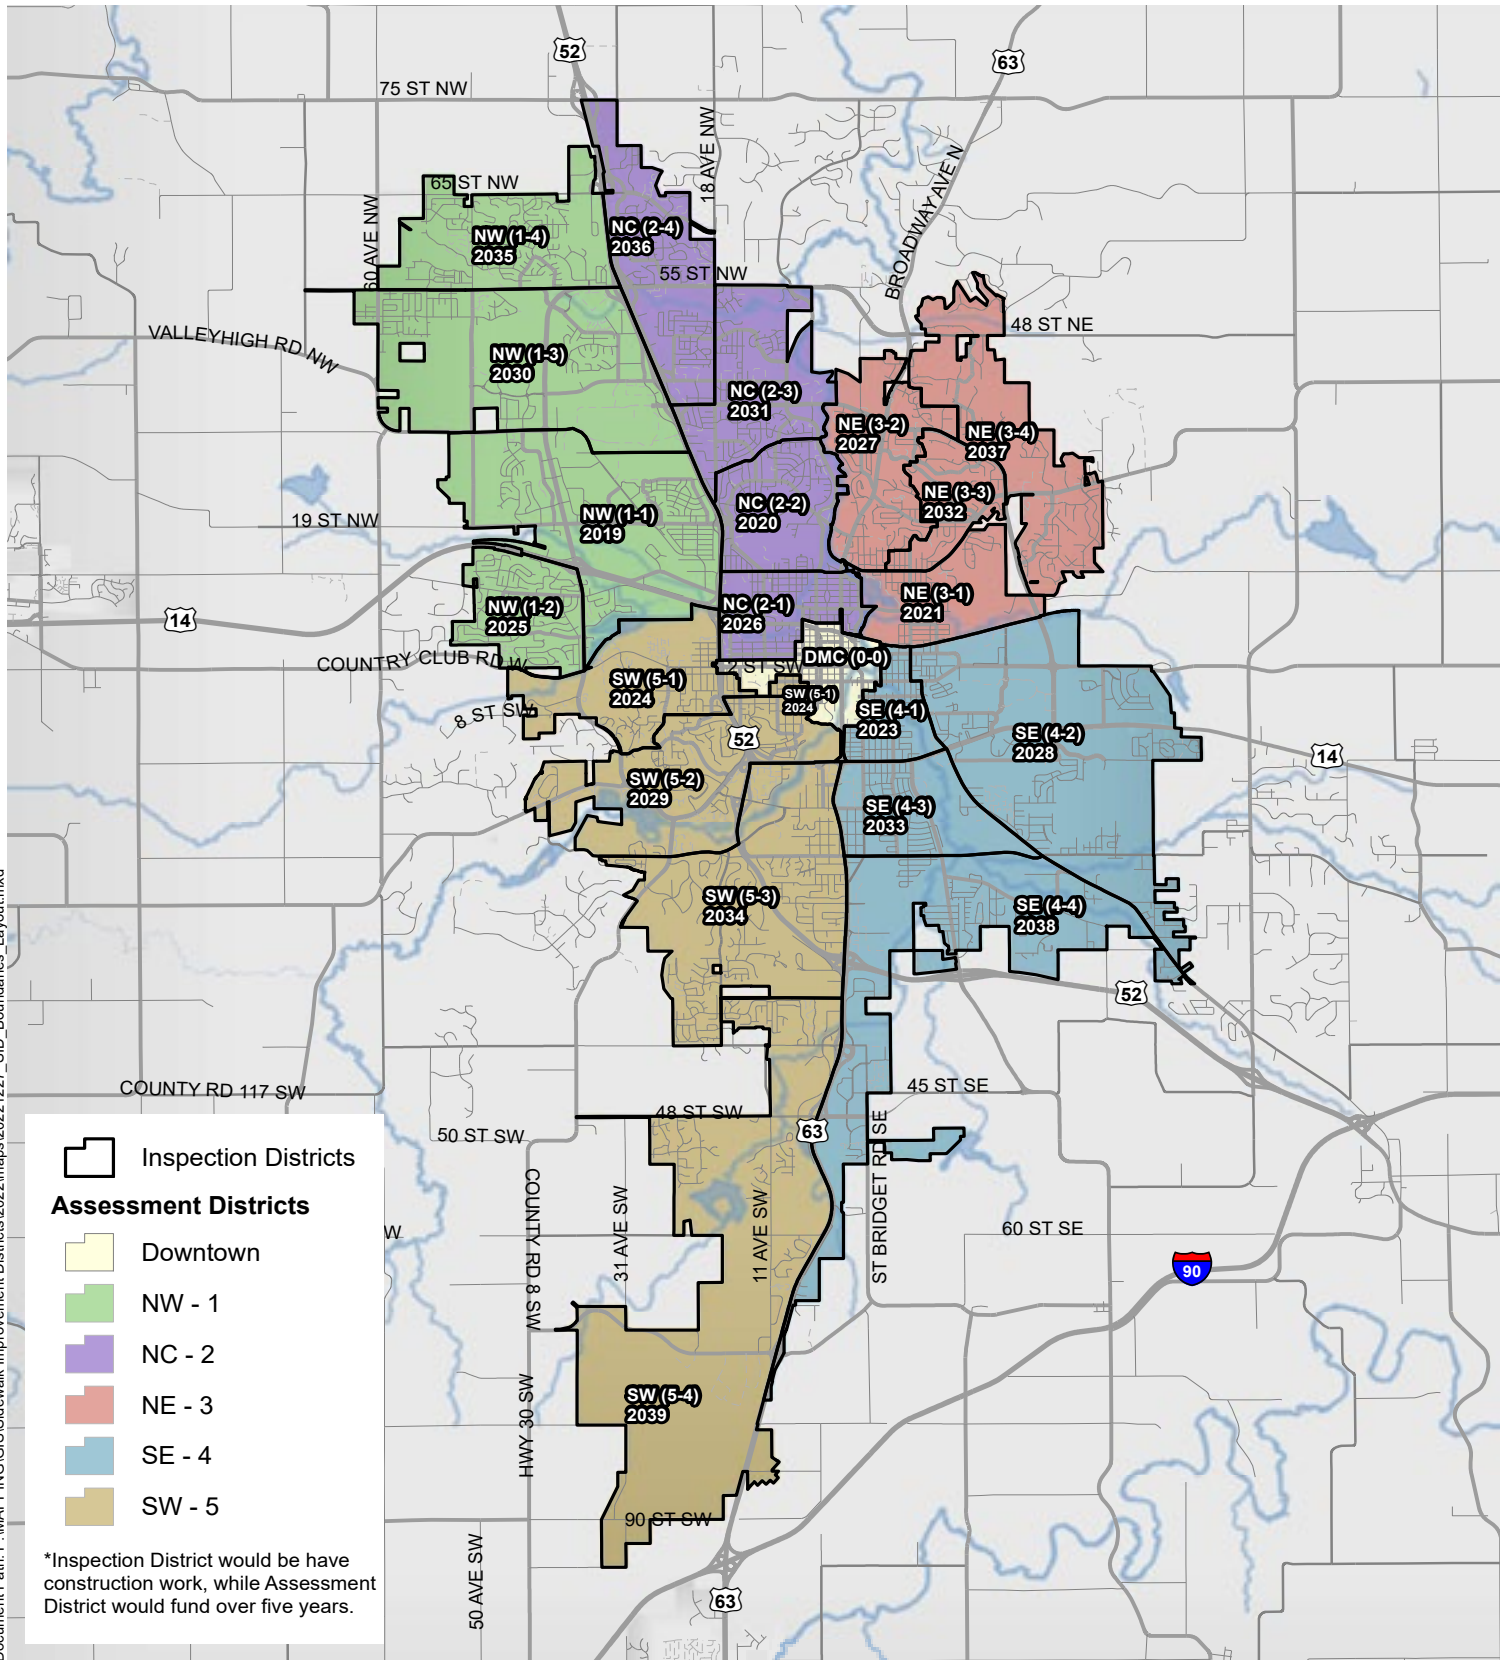 52
63
75 ST NW
18 AVE NW
BROADWAY AVE N
65 ST NW
60 AVE NW
NW (1-4)
2035
NC (2-4)
2036
55 ST NW
48 ST NE
VALLEYHIGH RD NW
NW (1-3)
2030
NC (2-3)
2031
NE (3-2)
2027
NE (3-4)
2037
NE (3-3)
2032
NC (2-2)
2020
19 ST NW
NW (1-1)
2019
14
NW (1-2)
2025
NC (2-1)
2026
NE (3-1)
2021
COUNTRY CLUB RD W
2 ST SW
DMC (0-0)
SW (5-1)
2024
SW (5-1)
2024
8 ST SW
SE (4-1)
2023
52
SE (4-2)
2028
14
SW (5-2)
2029
SE (4-3)
2033
SW (5-3)
2034
SE (4-4)
2038
52
COUNTY RD 117 SW
45 ST SE
48 ST SW
50 ST SW
63
ST BRIDGET RD SE
COUNTY RD 8 SW
31 AVE SW
11 AVE SW
W
60 ST SE
90
HWY 30 SW
SW (5-4)
2039
90 ST SW
50 AVE SW
63
Inspection Districts
Assessment Districts
Downtown
NW - 1
NC - 2
NE - 3
SE - 4
SW - 5
*Inspection District would be have
construction work, while Assessment
District would fund over five years.